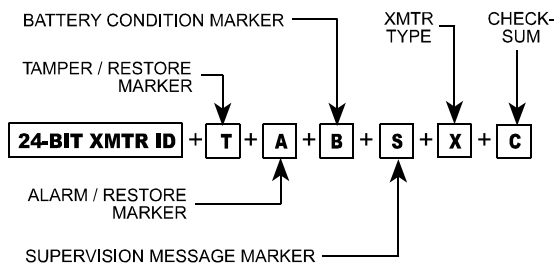 BATTERY CONDITION MARKER
XMTR
TYPE
CHECK-
SUM
TAMPER / RESTORE
MARKER
24-BIT XMTR ID + T + A + B + S + X + C
ALARM / RESTORE
MARKER
SUPERVISION MESSAGE MARKER